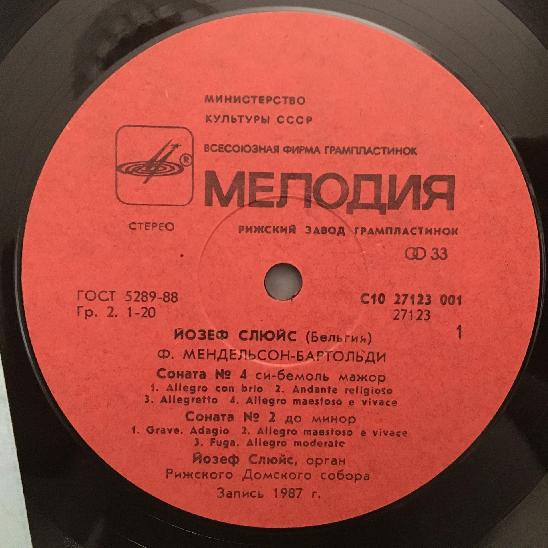 МИНИСТЕРСТВО
КУЛЬТУРЫ СССР
ВСЕСОЮЗНАЯ ФИРМА ГРАМПЛАСТИНОК
®
МЕЛОДИЯ
СТЕРЕО
РИЖСКИЙ ЗАВОД ГРАМПЛАСТИНОК
33
ГОСТ 5289-88
С10 27123 001
Гр. 2. 1-20
27123
1
ЙОЗЕФ СЛЮЙС (Бельгия)
Ф. МЕНДЕЛЬСОН-БАРТОЛЬДИ
Соната № 4 си-бемоль мажор
1. Allegro con brio 2. Andante religioso
3. Allegretto 4. Allegro maestoso e vivace
Соната № 2 до минор
1. Grave. Adagio 2. Allegro maestoso e vivace
3. Fuga. Allegro moderate
Йозеф Слюйс, орган
Рижского Домского собора
Запись 1987 г.